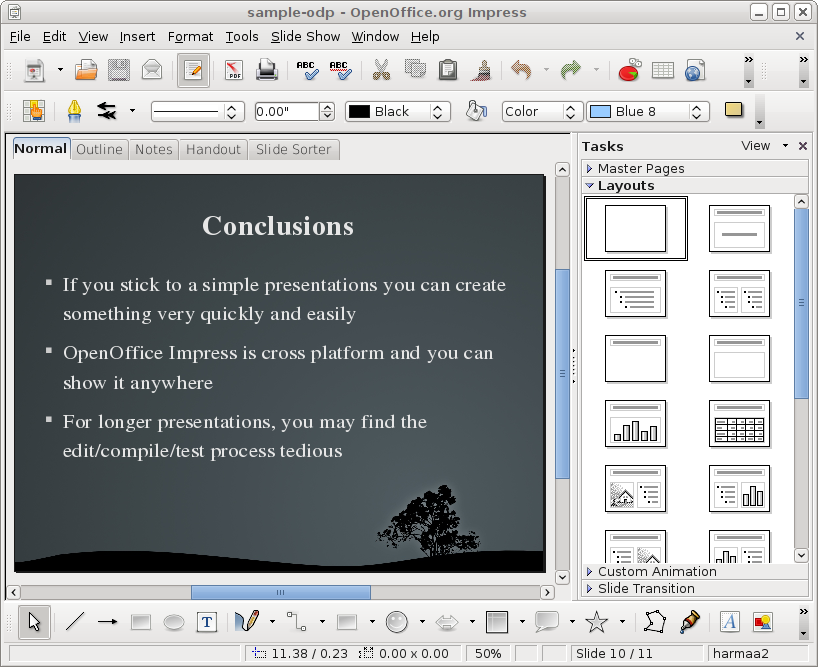 sample-odp - OpenOffice.org Impress
File Edit View Insert Format Tools Slide Show Window Help
PDF ABC ABC
0.00" Black Color Blue 8
Normal Outline Notes Handout Slide Sorter
Tasks View
Master Pages
Layouts
Conclusions
If you stick to a simple presentations you can create
something very quickly and easily
OpenOffice Impress is cross platform and you can
show it anywhere
For longer presentations, you may find the
edit/compile/test process tedious
Custom Animation
Slide Transition
T A
11.38 / 0.23 0.00 x 0.00 50% Slide 10 / 11 harmaa2